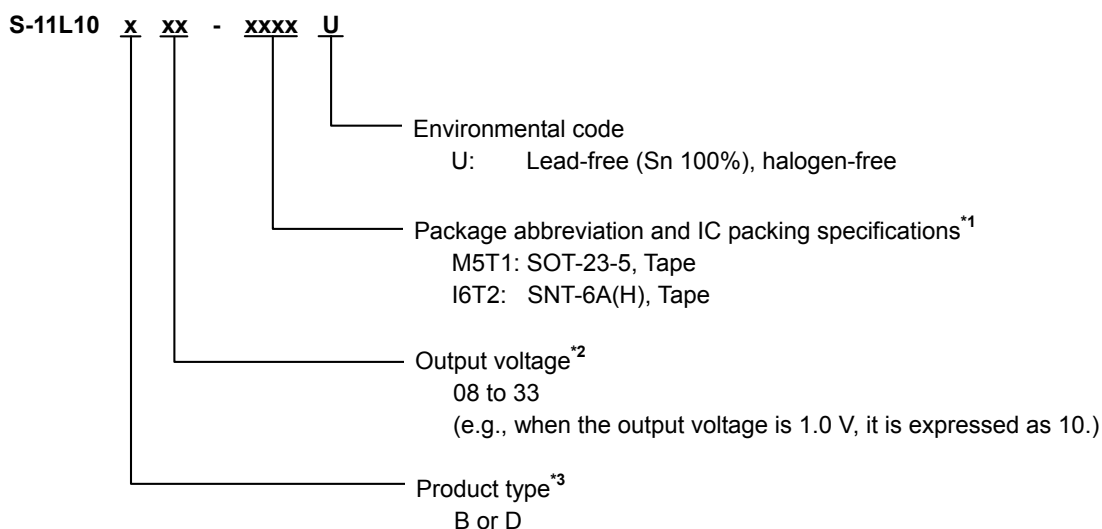 S-11L10 x xx - xxxx U
Environmental code
U: Lead-free (Sn 100%), halogen-free
Package abbreviation and IC packing specifications*1
M5T1: SOT-23-5, Tape
I6T2: SNT-6A(H), Tape
Output voltage*2
08 to 33
(e.g., when the output voltage is 1.0 V, it is expressed as 10.)
Product type*3
B or D